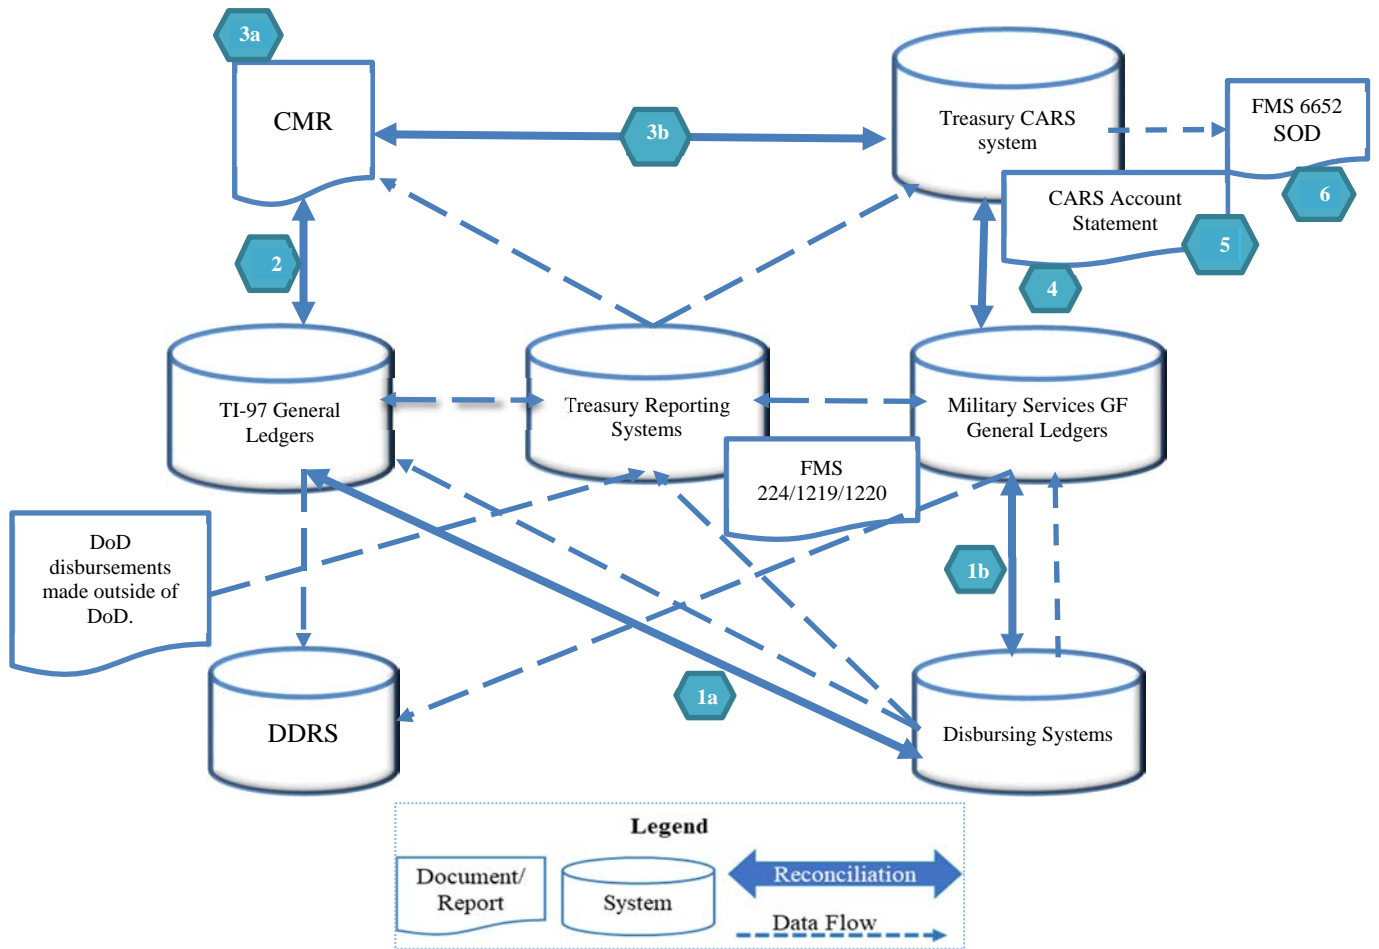 3a
CMR
3b
Treasury CARS
system
FMS 6652
SOD
6
CARS Account
Statement
5
2
4
TI-97 General
Ledgers
Treasury Reporting
Systems
Military Services GF
General Ledgers
FMS
224/1219/1220
DoD
disbursements
made outside of
DoD.
1b
1a
DDRS
Disbursing Systems
Legend
Document/
Report
System
Reconciliation
Data Flow